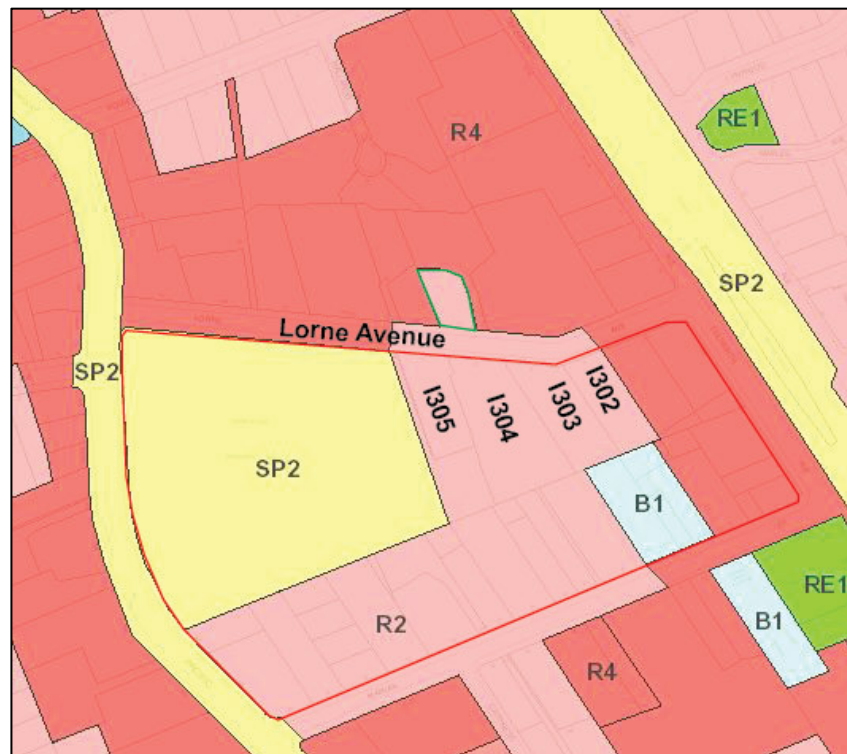 RE1
R4
SP2
Lorne Avenue
SP2
I305
I304
I303
I302
SP2
B1
RE1
B1
R2
R4